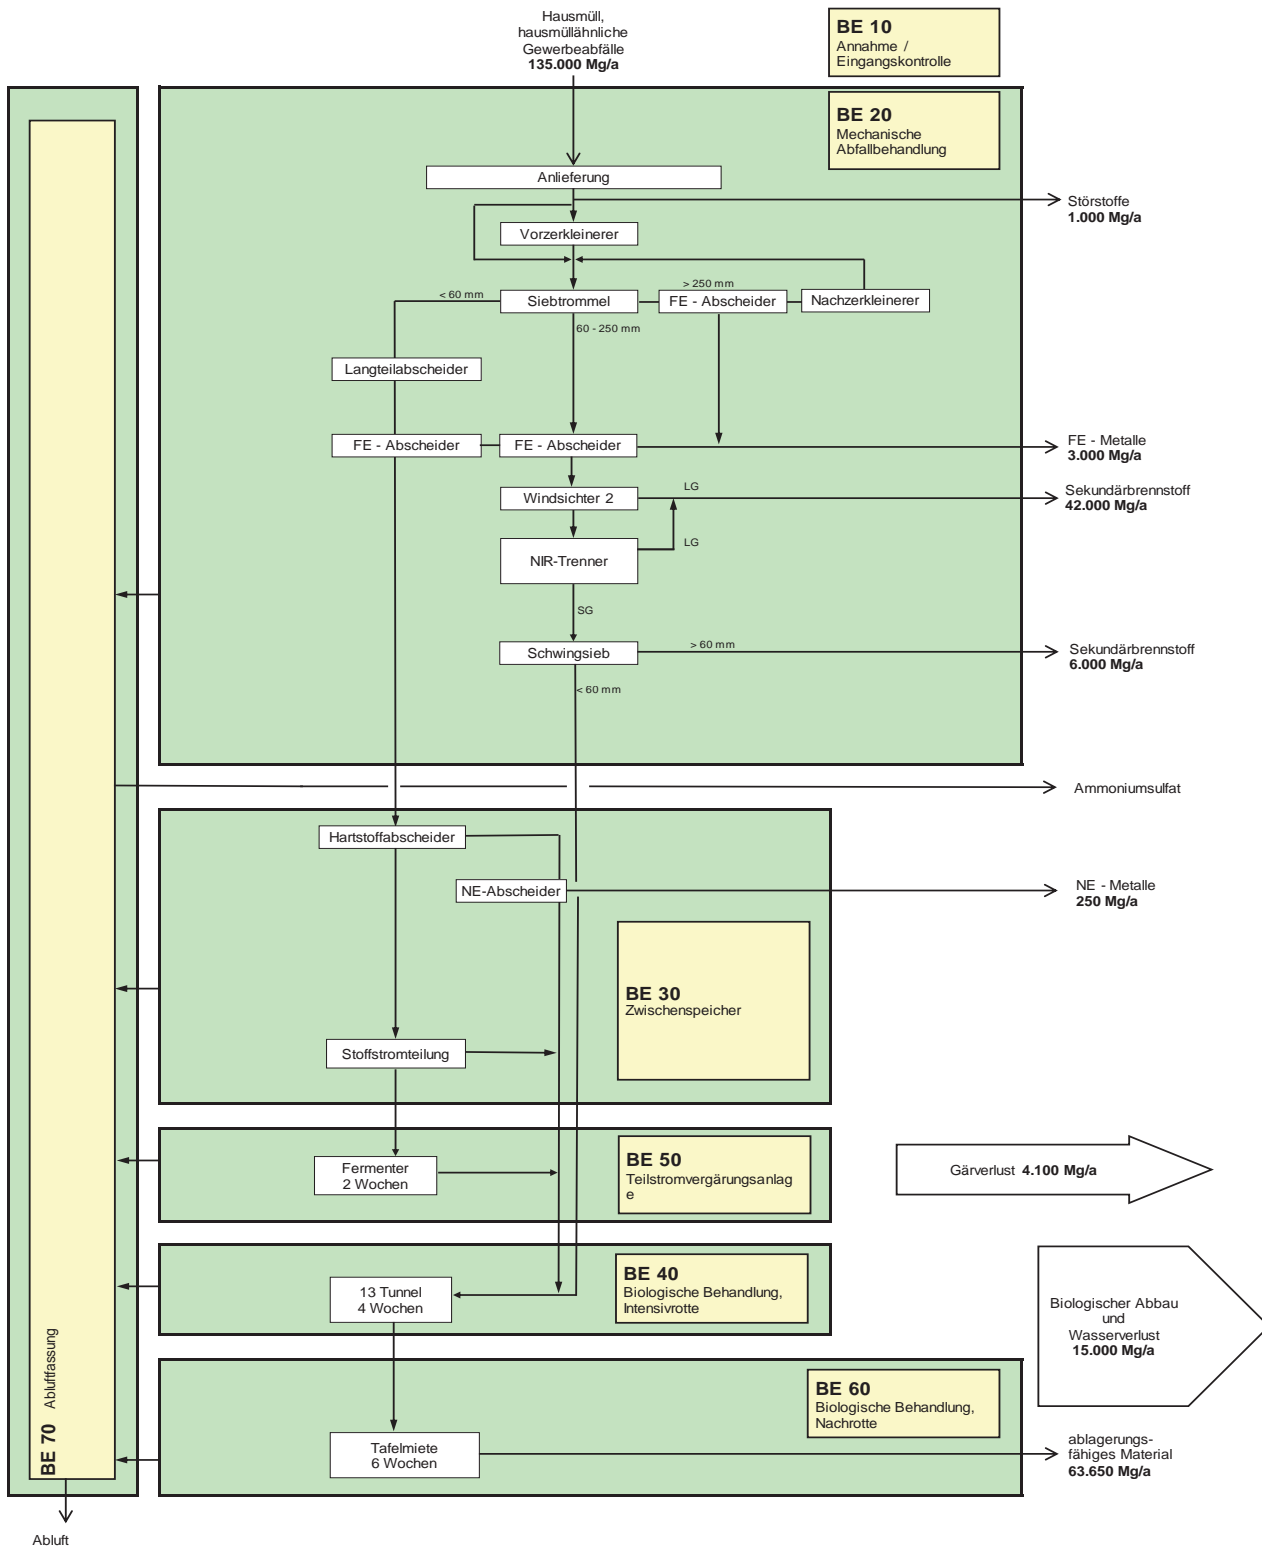 Hausmüll,
hausmüllähnliche
Gewerbeabfälle
135.000 Mg/a
BE 10
Annahme /
Eingangskontrolle
BE 20
Mechanische
Abfallbehandlung
Anlieferung
Störstoffe
1.000 Mg/a
Vorzerkleinerer
< 60 mm
Siebtrommel
> 250 mm
FE - Abscheider
Nachzerkleinerer
60 - 250 mm
Langteilabscheider
FE - Abscheider
FE - Abscheider
FE - Metalle
3.000 Mg/a
Windsichter 2
LG
Sekundärbrennstoff
42.000 Mg/a
NIR-Trenner
LG
SG
Schwingsieb
> 60 mm
Sekundärbrennstoff
6.000 Mg/a
< 60 mm
Ammoniumsulfat
Hartstoffabscheider
NE-Abscheider
NE - Metalle
250 Mg/a
BE 30
Zwischenspeicher
Stoffstromteilung
Fermenter
2 Wochen
BE 50
Teilstromvergärungsanlag
e
Gärverlust 4.100 Mg/a
13 Tunnel
4 Wochen
BE 40
Biologische Behandlung,
Intensivrotte
Biologischer Abbau
und
Wasserverlust
15.000 Mg/a
BE 60
Biologische Behandlung,
Nachrotte
Tafelmiete
6 Wochen
ablagerungs-
fähiges Material
63.650 Mg/a
BE 70 Abluftfassung
Abluft